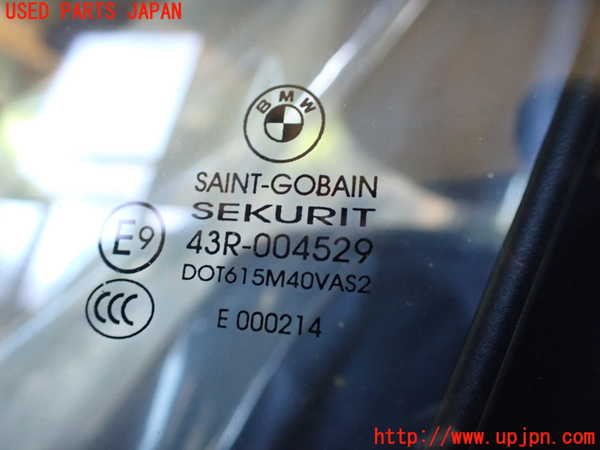 USED PARTS JAPAN
BMW
SAINT-GOBAIN
SEKURIT
E9
43R-004529
DOT615M40VAS2
CCC
E 000214
http://www.upjpn.com/